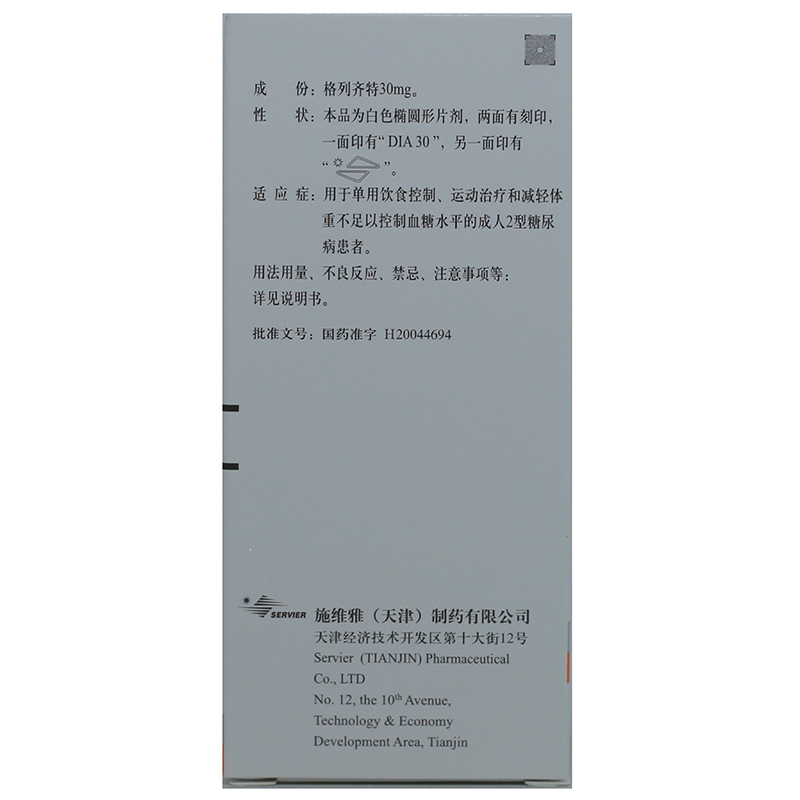 成 份：格列齐特30mg。
性 状：本品为白色椭圆形片剂，两面有刻印，
一面印有“DIA 30”，另一面印有
“ ”。
适 应 症：用于单用饮食控制、运动治疗和减轻体
重不足以控制血糖水平的成人2型糖尿
病患者。
用法用量、不良反应、禁忌、注意事项等：
详见说明书。
批准文号：国药准字 H20044694
SERVIER 施维雅（天津）制药有限公司
天津经济技术开发区第十大街12号
Servier (TIANJIN) Pharmaceutical
Co., LTD
No. 12, the 10th Avenue,
Technology & Economy
Development Area, Tianjin